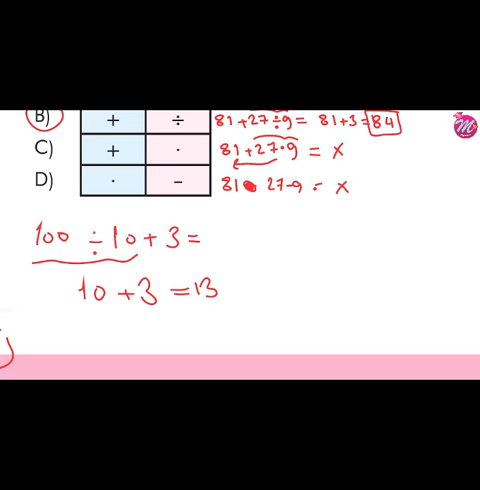 B) + ÷ 81+27÷9= 81+3=84
C) + · 81+27·9 = x
D) · − 81•27-9 = x
100 ÷10+3=
10+3=13
M